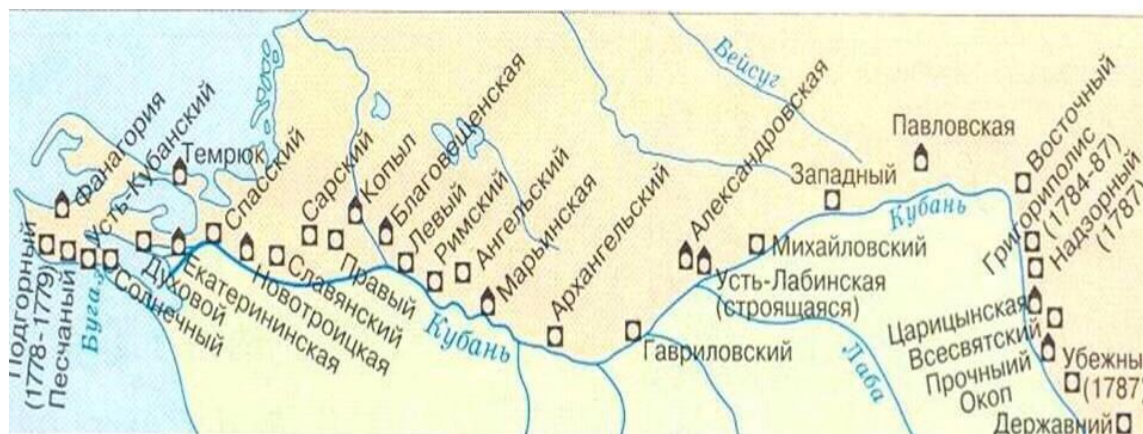 Подгорный
(1778-1779)
Песчаный
Фанагория
Бугаз
Усть-Кубанский
Солнечный
Темрюк
Духовой
Екатерининская
Спасский
Новотроицкая
Славянский
Сарский
Правый
Копыл
Благовещенская
Левый
Римский
Ангельский
Марьинская
Кубань
Архангельский
Гавриловский
Александровская
Усть-Лабинская
(строящаяся)
Михайловский
Западный
Бейсуг
Лаба
Павловская
Кубань
Восточный
Григориполис
(1784-87)
Надзорный
(1787)
Царицынская
Всесвятский
Прочный
Окоп
(1787)
Державний